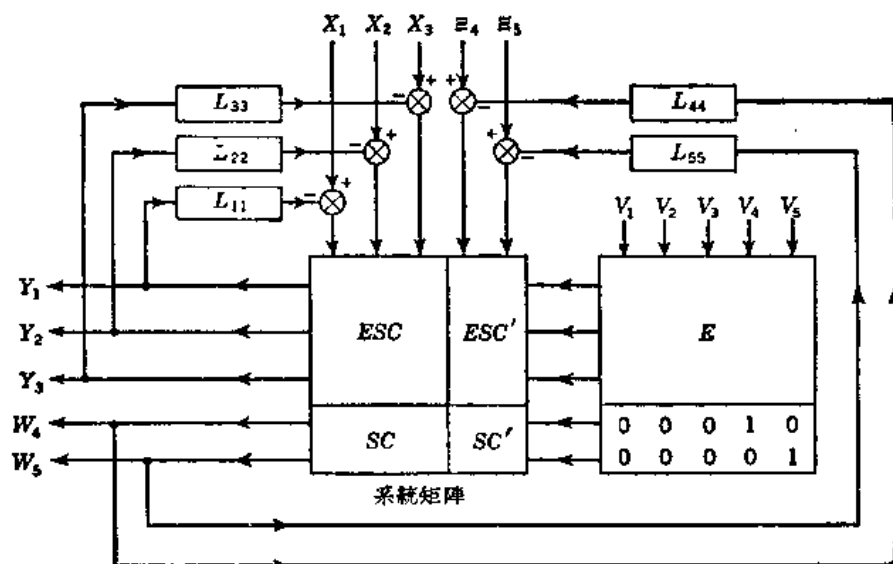 X₁ X₂ X₃ Ξ₄ Ξ₅
L₃₃ L₄₄
L₂₂ L₅₅
L₁₁
V₁ V₂ V₃ V₄ V₅
Y₁
Y₂ ESC ESC′ E
Y₃
W₄ SC SC′ 0 0 0 1 0
W₅ 0 0 0 0 1
系統矩陣